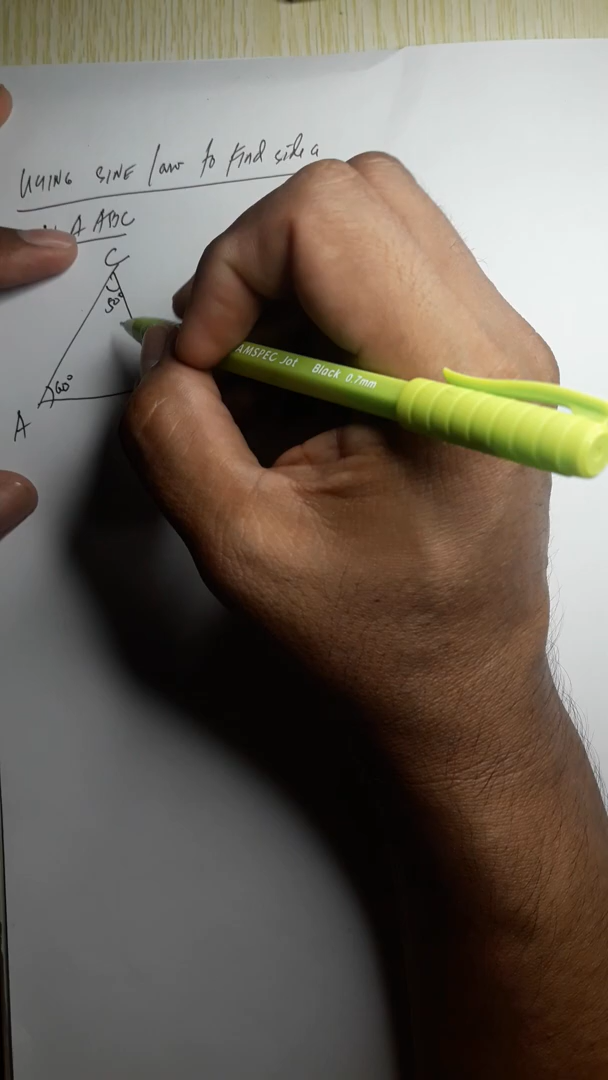 USING SINE law to find side a
Δ ABC
C
50°
60°
A
AMSPEC Jot Black 0.7mm